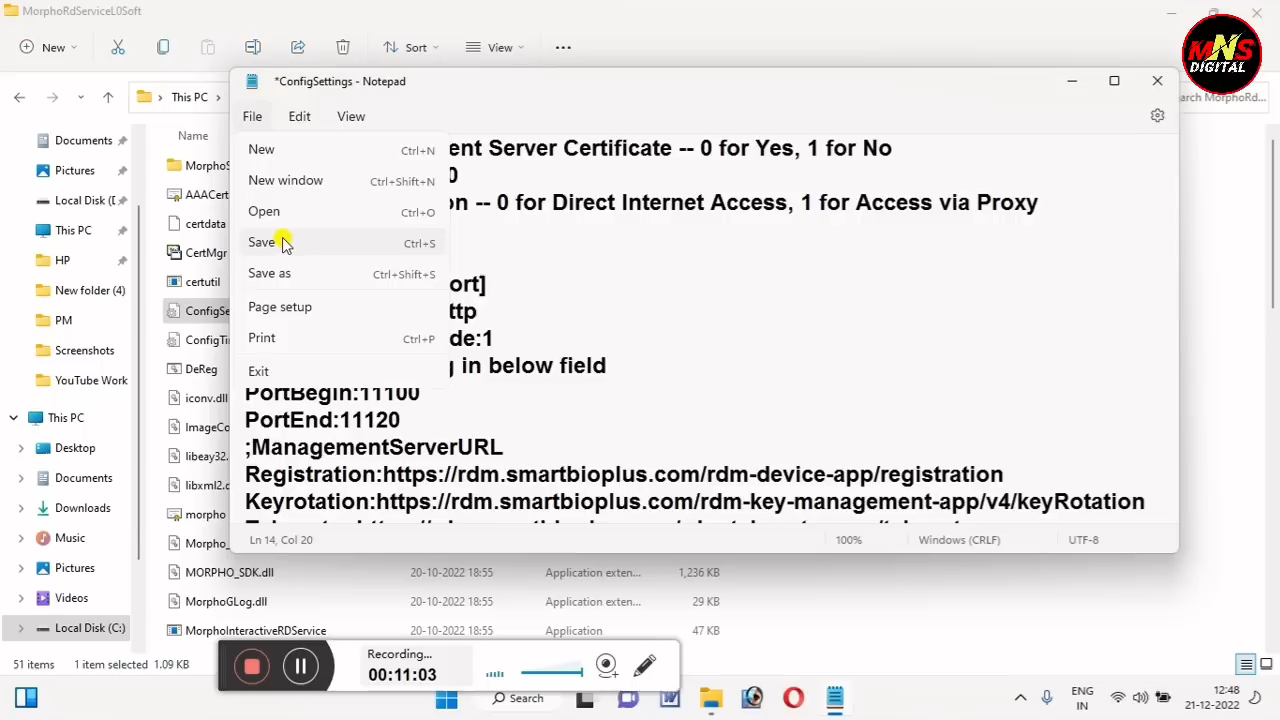 MorphoRdServiceL0Soft
New
Sort
View
This PC
arch MorphoRd...
MNS
DIGITAL
*ConfigSettings - Notepad
File Edit View
New Ctrl+N
New window Ctrl+Shift+N
Open Ctrl+O
Save Ctrl+S
Save as Ctrl+Shift+S
Page setup
Print Ctrl+P
Exit
ent Server Certificate -- 0 for Yes, 1 for No
0
on -- 0 for Direct Internet Access, 1 for Access via Proxy
ort]
ttp
de:1
g in below field
PortBegin:11100
PortEnd:11120
;ManagementServerURL
Registration:https://rdm.smartbioplus.com/rdm-device-app/registration
Keyrotation:https://rdm.smartbioplus.com/rdm-key-management-app/v4/keyRotation
Ln 14, Col 20 100% Windows (CRLF) UTF-8
Documents
Pictures
Local Disk (D
This PC
HP
New folder (4)
PM
Screenshots
YouTube Work
This PC
Desktop
Documents
Downloads
Music
Pictures
Videos
Local Disk (C:)
Name
MorphoS
AAACert
certdata
CertMgr
certutil
ConfigSe
ConfigTi
DeReg
iconv.dll
ImageCo
libeay32.
libxml2.d
morpho
Morpho_
MORPHO_SDK.dll 20-10-2022 18:55 Application exten... 1,236 KB
MorphoGLog.dll 20-10-2022 18:55 Application exten... 29 KB
MorphoInteractiveRDService 20-10-2022 18:55 Application 47 KB
51 items 1 item selected 1.09 KB
Recording...
00:11:03
Search
ENG
IN
12:48
21-12-2022